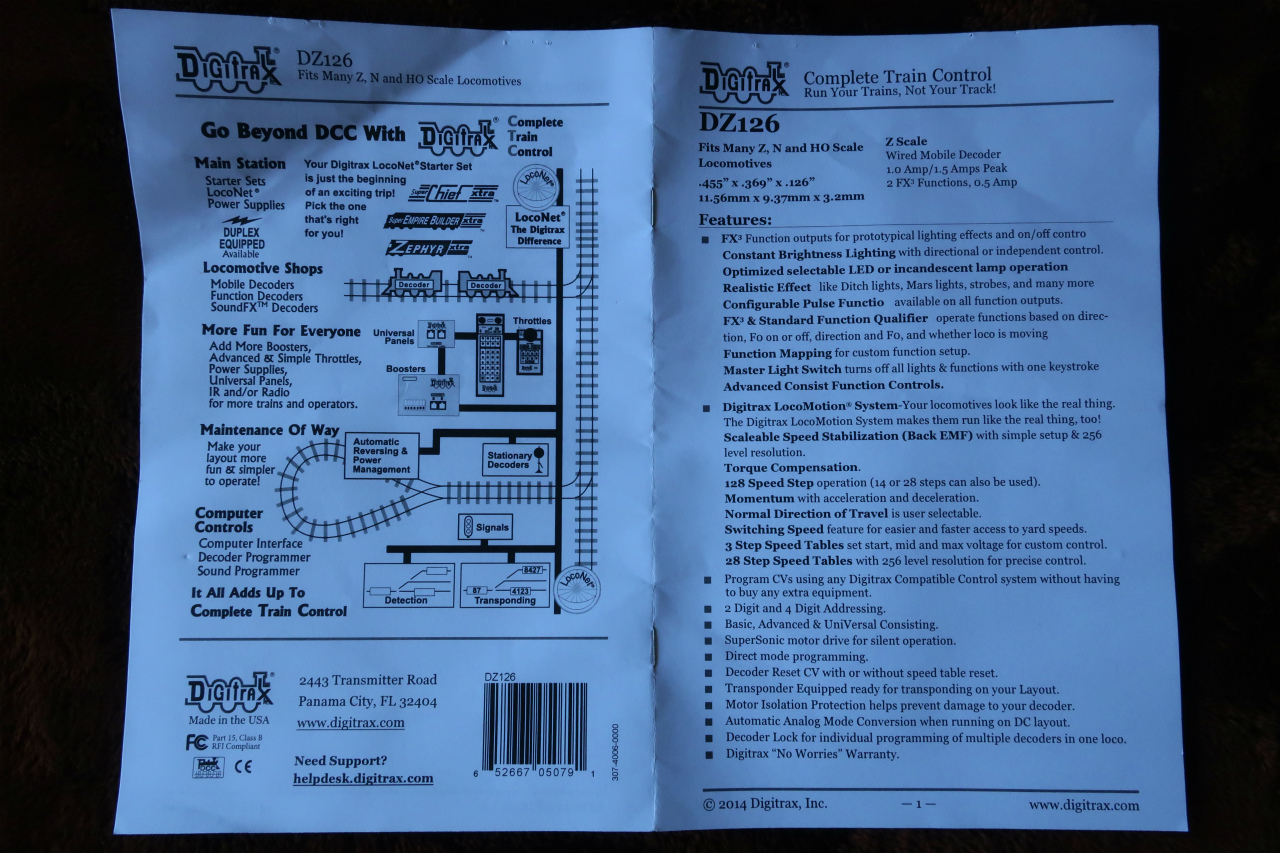 DIGITRAX®
DZ126
Fits Many Z, N and HO Scale Locomotives
Go Beyond DCC With DIGITRAX®
Complete
Train
Control
Main Station
Starter Sets
LocoNet®
Power Supplies
DUPLEX
EQUIPPED
Available
Your Digitrax LocoNet® Starter Set
is just the beginning
of an exciting trip!
Pick the one
that's right
for you!
Super Chief xtra
Super EMPIRE BUILDER xtra
ZEPHYR xtra
LocoNet®
LocoNet®
The Digitrax
Difference
Locomotive Shops
Mobile Decoders
Function Decoders
SoundFX™ Decoders
Decoder
Decoder
More Fun For Everyone
Add More Boosters,
Advanced & Simple Throttles,
Power Supplies,
Universal Panels,
IR and/or Radio
for more trains and operators.
Universal
Panels
Throttles
Boosters
Maintenance Of Way
Make your
layout more
fun & simpler
to operate!
Automatic
Reversing &
Power
Management
Stationary
Decoders
Computer
Controls
Computer Interface
Decoder Programmer
Sound Programmer
Signals
Detection
8427
87
4123
Transponding
LocoNet®
It All Adds Up To
Complete Train Control
DIGITRAX®
Made in the USA
FC Part 15, Class B
RFI Compliant
CE
2443 Transmitter Road
Panama City, FL 32404
www.digitrax.com
Need Support?
helpdesk.digitrax.com
DZ126
6 52667 05079 1
307-4006-0000
DIGITRAX®
Complete Train Control
Run Your Trains, Not Your Track!
DZ126
Fits Many Z, N and HO Scale
Locomotives
.455” x .369” x .126”
11.56mm x 9.37mm x 3.2mm
Z Scale
Wired Mobile Decoder
1.0 Amp/1.5 Amps Peak
2 FX³ Functions, 0.5 Amp
Features:
■ FX³ Function outputs for prototypical lighting effects and on/off contro
Constant Brightness Lighting with directional or independent control.
Optimized selectable LED or incandescent lamp operation
Realistic Effect like Ditch lights, Mars lights, strobes, and many more
Configurable Pulse Functio available on all function outputs.
FX³ & Standard Function Qualifier operate functions based on direc-
tion, F0 on or off, direction and F0, and whether loco is moving
Function Mapping for custom function setup.
Master Light Switch turns off all lights & functions with one keystroke
Advanced Consist Function Controls.
■ Digitrax LocoMotion® System-Your locomotives look like the real thing.
The Digitrax LocoMotion System makes them run like the real thing, too!
Scaleable Speed Stabilization (Back EMF) with simple setup & 256
level resolution.
Torque Compensation.
128 Speed Step operation (14 or 28 steps can also be used).
Momentum with acceleration and deceleration.
Normal Direction of Travel is user selectable.
Switching Speed feature for easier and faster access to yard speeds.
3 Step Speed Tables set start, mid and max voltage for custom control.
28 Step Speed Tables with 256 level resolution for precise control.
■ Program CVs using any Digitrax Compatible Control system without having
to buy any extra equipment.
■ 2 Digit and 4 Digit Addressing.
■ Basic, Advanced & UniVersal Consisting.
■ SuperSonic motor drive for silent operation.
■ Direct mode programming.
■ Decoder Reset CV with or without speed table reset.
■ Transponder Equipped ready for transponding on your Layout.
■ Motor Isolation Protection helps prevent damage to your decoder.
■ Automatic Analog Mode Conversion when running on DC layout.
■ Decoder Lock for individual programming of multiple decoders in one loco.
■ Digitrax “No Worries” Warranty.
© 2014 Digitrax, Inc.
— 1 —
www.digitrax.com